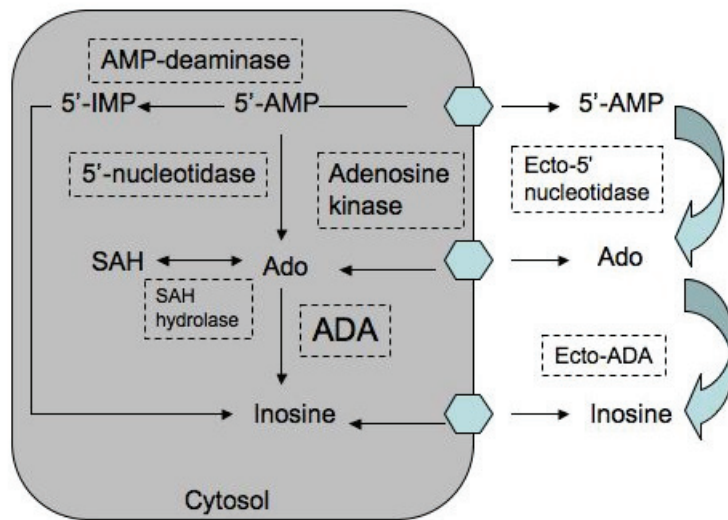 AMP-deaminase
5'-IMP
5'-AMP
5'-AMP
5'-nucleotidase
Adenosine
kinase
Ecto-5'
nucleotidase
SAH
Ado
Ado
SAH
hydrolase
ADA
Ecto-ADA
Inosine
Inosine
Cytosol